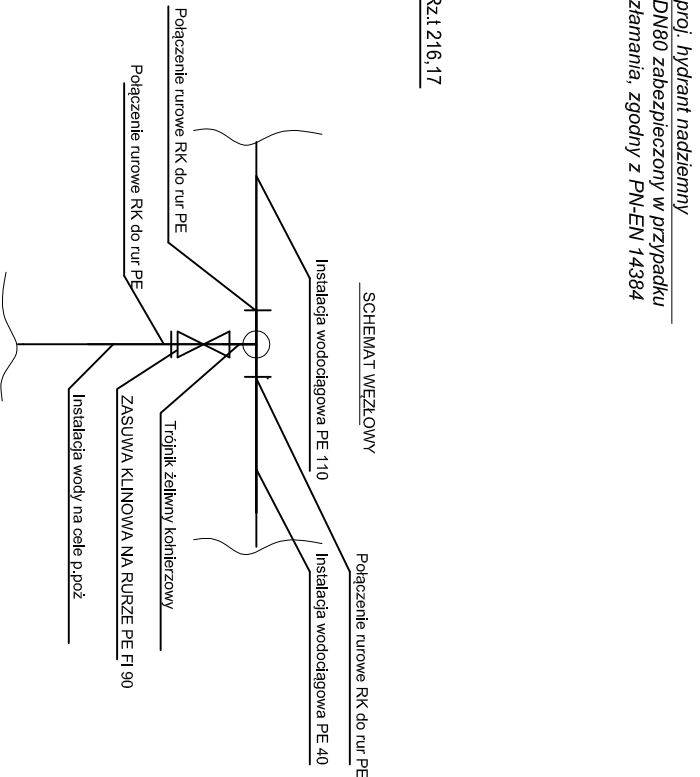 proj. hydrant nadziemny
DN80 zabezpieczony w przypadku
złamania, zgodny z PN-EN 14384
Rz.t 216,17
SCHEMAT WĘZŁOWY
Połączenie rurowe RK do rur PE
Instalacja wodociągowa PE 110
Instalacja wodociągowa PE 40
Połączenie rurowe RK do rur PE
Trójnik żeliwny kołnierzowy
Połączenie rurowe RK do rur PE
ZASUWA KLINOWA NA RURZE PE FI 90
Instalacja wody na cele p.poż